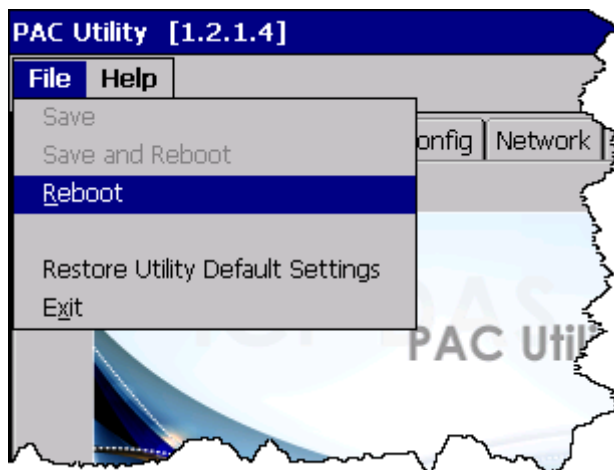 PAC Utility [1.2.1.4]
File Help
Save
Save and Reboot
Reboot
Restore Utility Default Settings
Exit
onfig Network
PAC Util